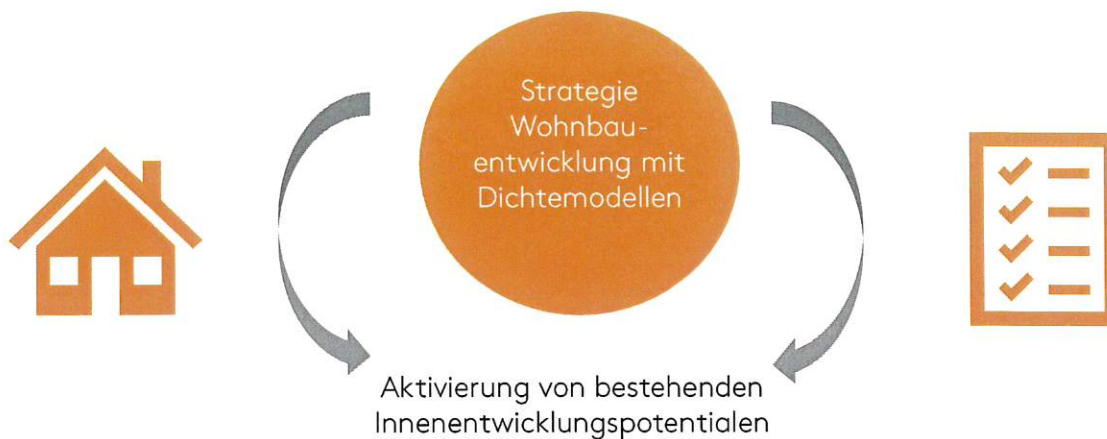 Strategie
Wohnbau-
entwicklung mit
Dichtemodellen
Aktivierung von bestehenden
Innenentwicklungspotentialen